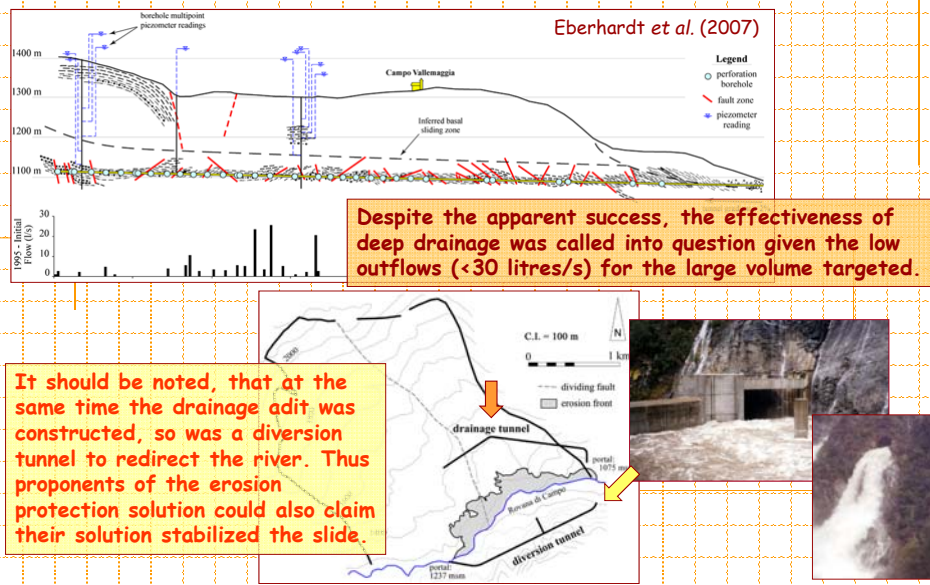 borehole multipoint
piezometer readings
Eberhardt et al. (2007)
1400 m
1300 m
1200 m
1100 m
Campo Vallemaggia
Inferred basal
sliding zone
Legend
perforation
borehole
fault zone
piezometer
reading
1995 - Initial
Flow (l/s)
30
20
10
0
Despite the apparent success, the effectiveness of
deep drainage was called into question given the low
outflows (<30 litres/s) for the large volume targeted.
It should be noted, that at the
same time the drainage adit was
constructed, so was a diversion
tunnel to redirect the river. Thus
proponents of the erosion
protection solution could also claim
their solution stabilized the slide.
2000
C.I. = 100 m
N
0 1 km
dividing fault
erosion front
drainage tunnel
portal:
1075 msm
Rovana di Campo
diversion tunnel
portal:
1237 msm